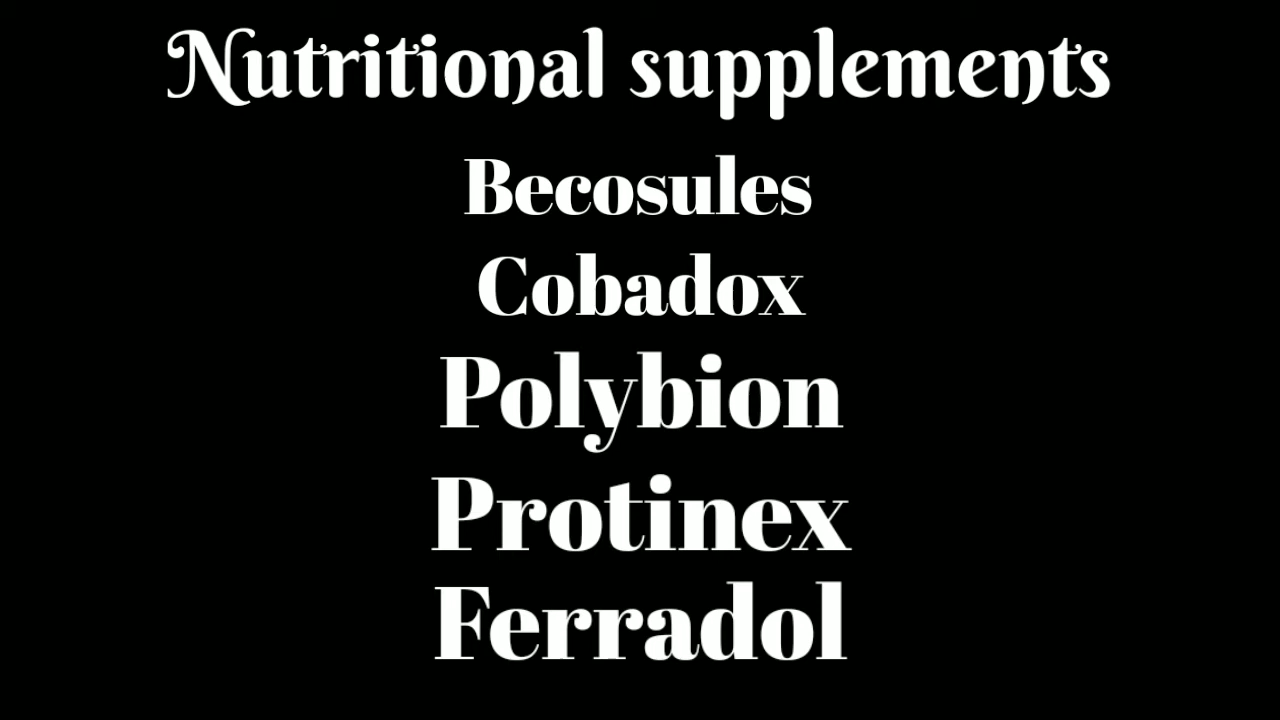 Nutritional supplements
Becosules
Cobadox
Polybion
Protinex
Ferradol